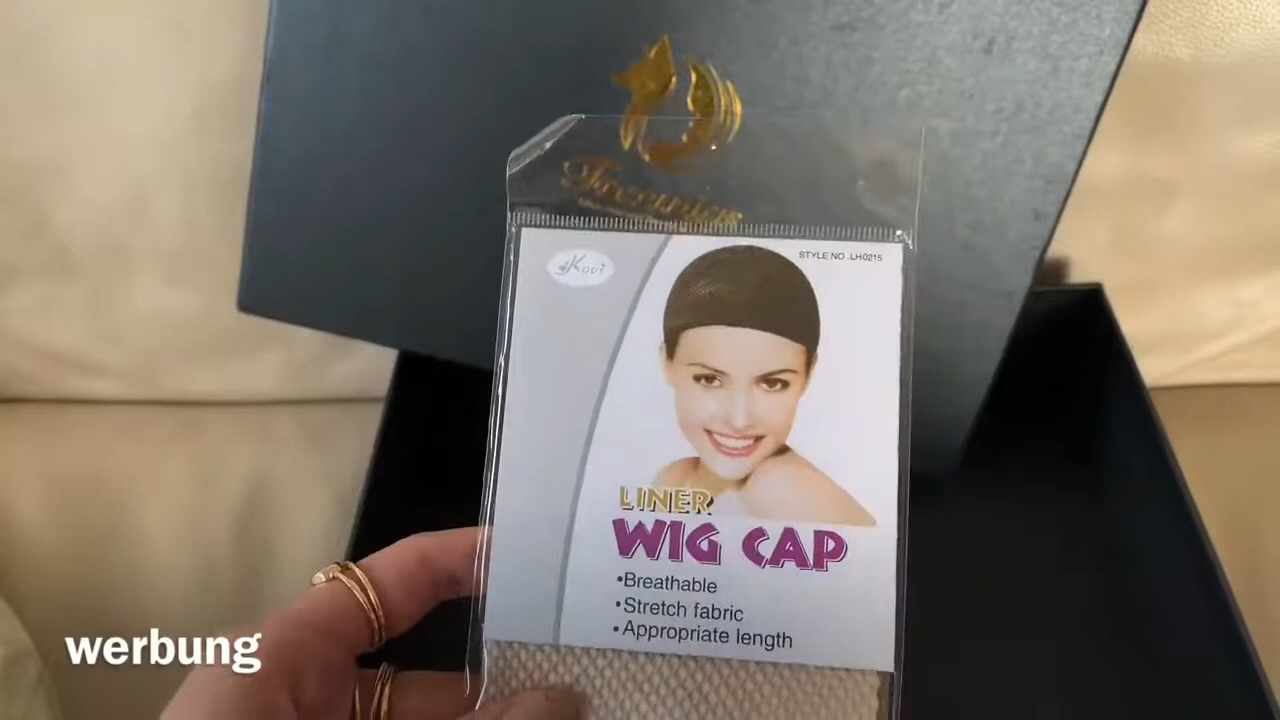 Kovi
STYLE NO .LH0215
LINER
WIG CAP
•Breathable
•Stretch fabric
•Appropriate length
werbung